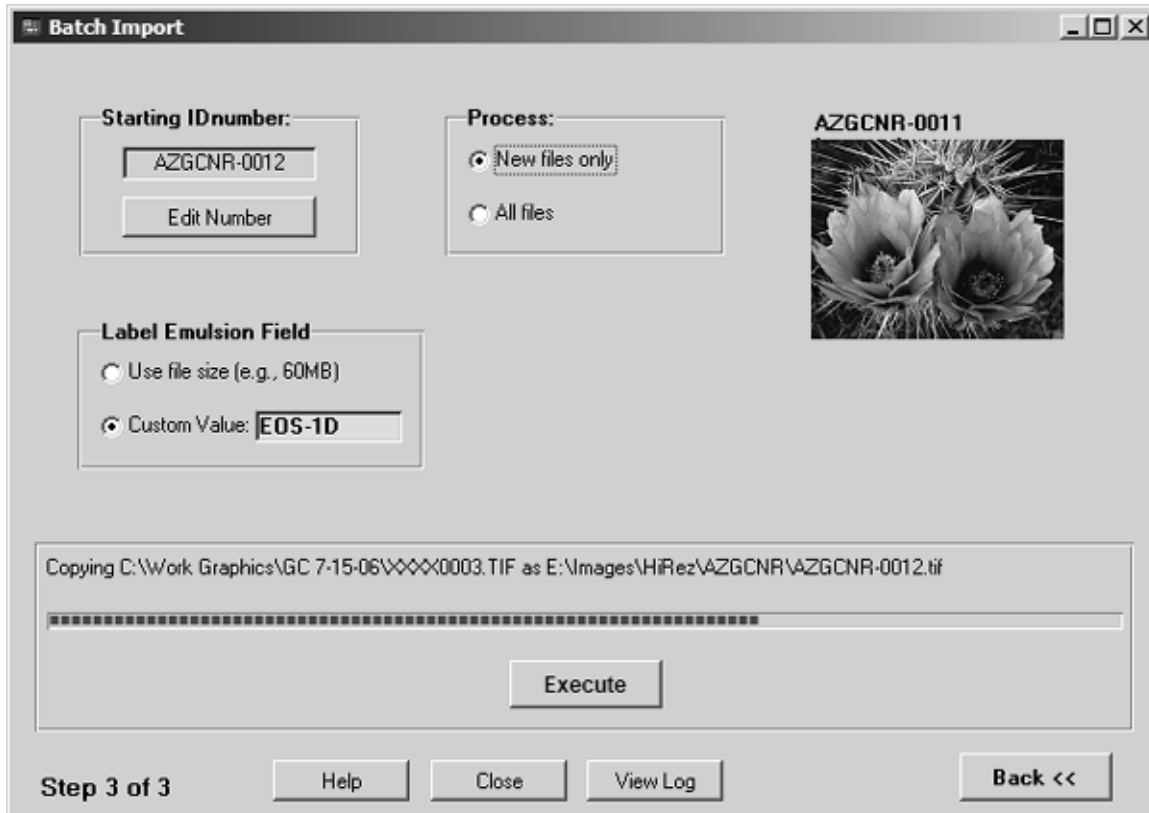 Batch Import
Starting IDnumber:
AZGCNR-0012
Edit Number
Process:
New files only
All files
AZGCNR-0011
Label Emulsion Field
Use file size (e.g., 60MB)
Custom Value: EOS-1D
Copying C:\Work Graphics\GC 7-15-06\XXXX0003.TIF as E:\Images\HiRez\AZGCNR\AZGCNR-0012.tif
Execute
Step 3 of 3
Help
Close
View Log
Back <<